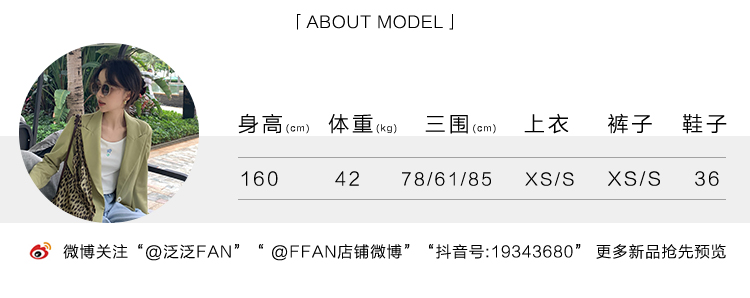 「 ABOUT MODEL 」
身高(cm) 体重(kg) 三围(cm) 上衣 裤子 鞋子
160 42 78/61/85 XS/S XS/S 36
微博关注“@泛泛FAN” “ @FFAN店铺微博” “抖音号:19343680” 更多新品抢先预览